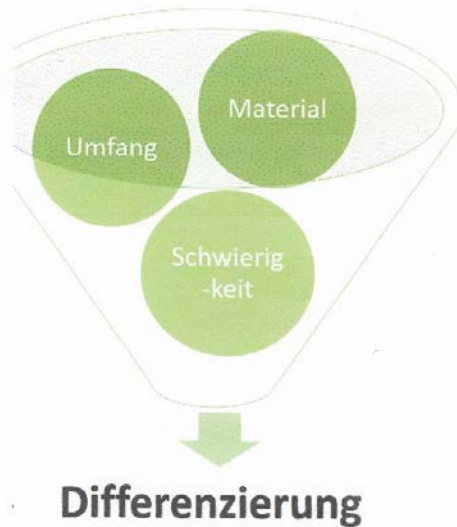 Material
Umfang
Schwierig
-keit
Differenzierung